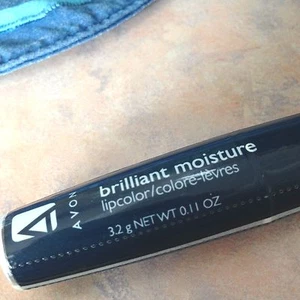 AVON
brilliant moisture
lipcolor/colore-lèvres
3.2 g NET WT 0.11 OZ